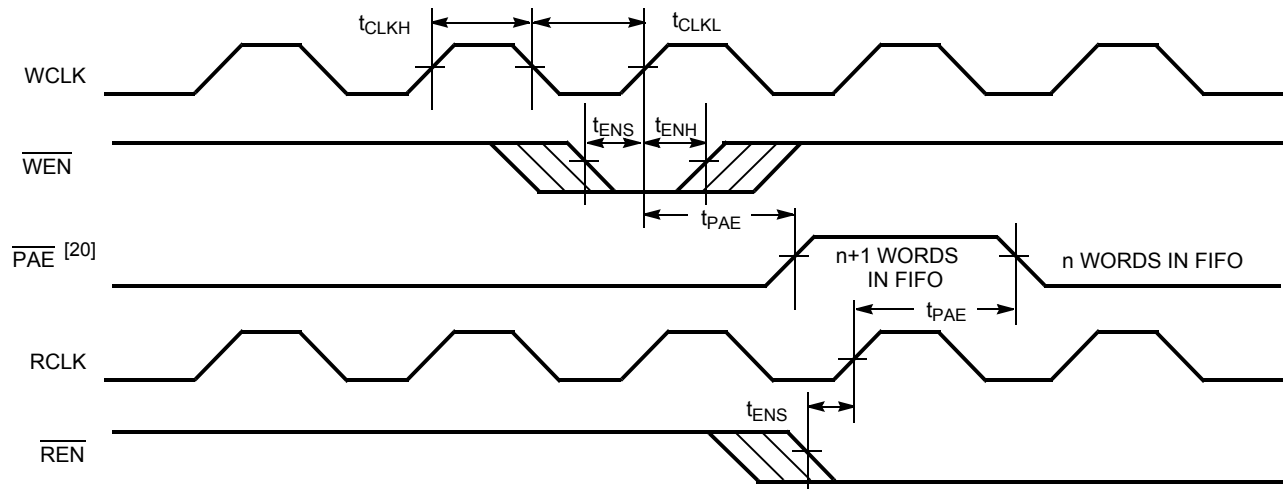 tCLKH
tCLKL
WCLK
tENS
tENH
WEN
tPAE
PAE [20]
n+1 WORDS
IN FIFO
n WORDS IN FIFO
tPAE
RCLK
tENS
REN